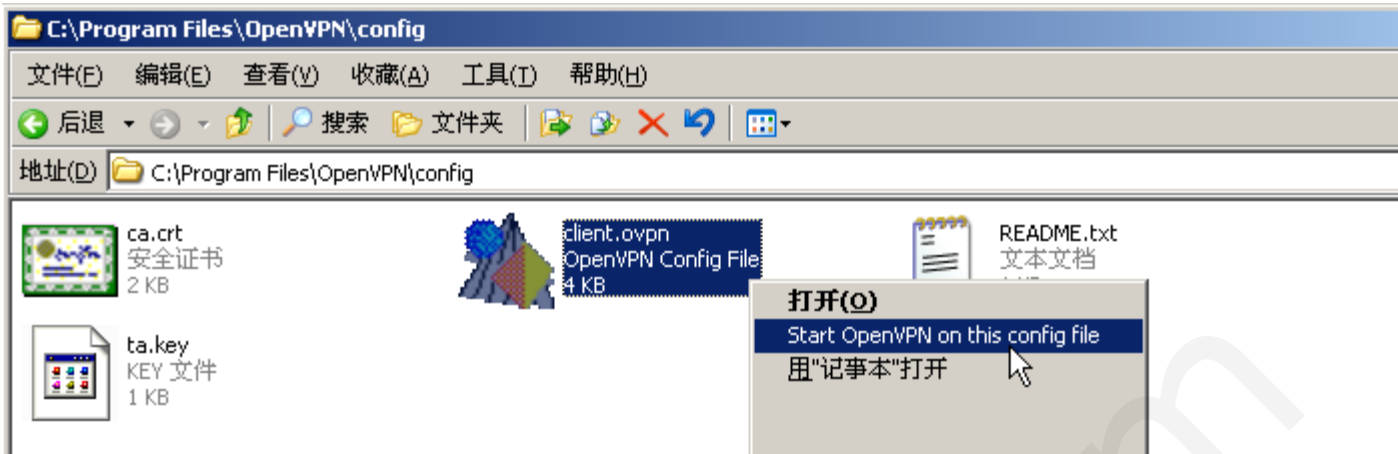 C:\Program Files\OpenVPN\config
文件(F) 编辑(E) 查看(V) 收藏(A) 工具(T) 帮助(H)
后退 搜索 文件夹
地址(D) C:\Program Files\OpenVPN\config
ca.crt
安全证书
2 KB
client.ovpn
OpenVPN Config File
4 KB
README.txt
文本文档
ta.key
KEY 文件
1 KB
打开(O)
Start OpenVPN on this config file
用"记事本"打开